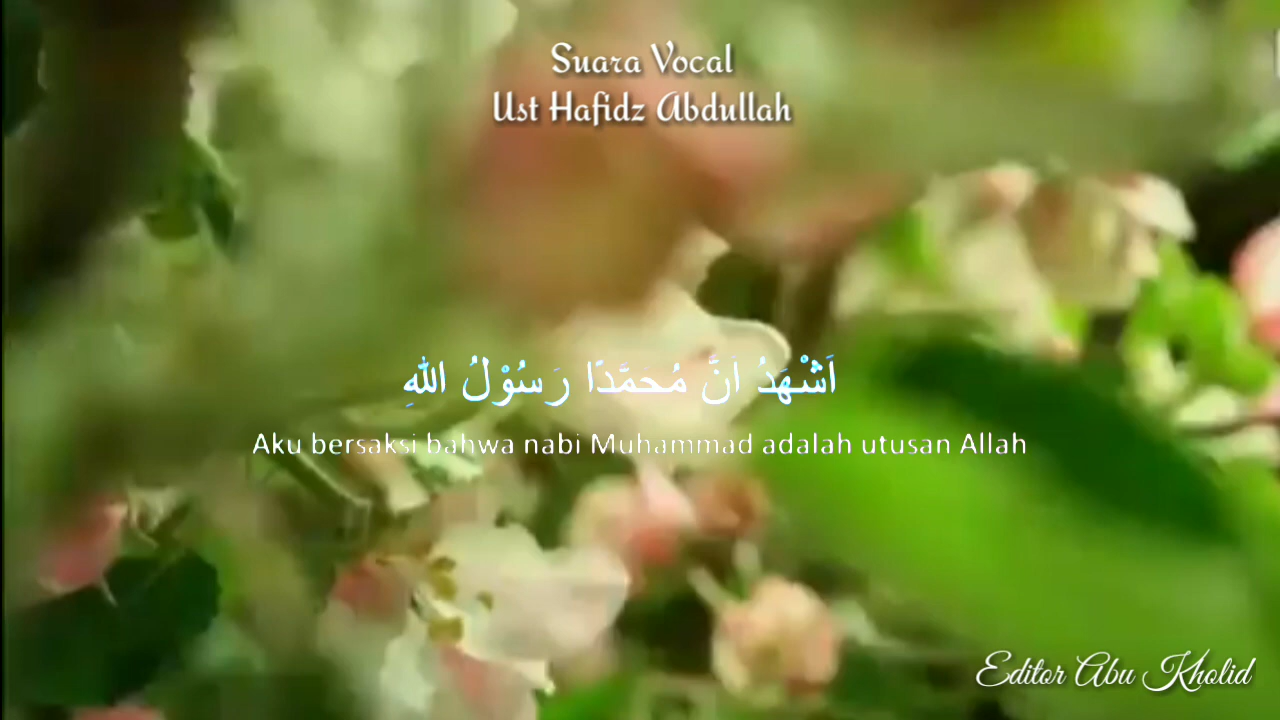 Suara Vocal
Ust Hafidz Abdullah
اَشْهَدُ اَنَّ مُحَمَّدًا رَسُوْلُ اللهِ
Aku bersaksi bahwa nabi Muhammad adalah utusan Allah
Editor Abu Kholid